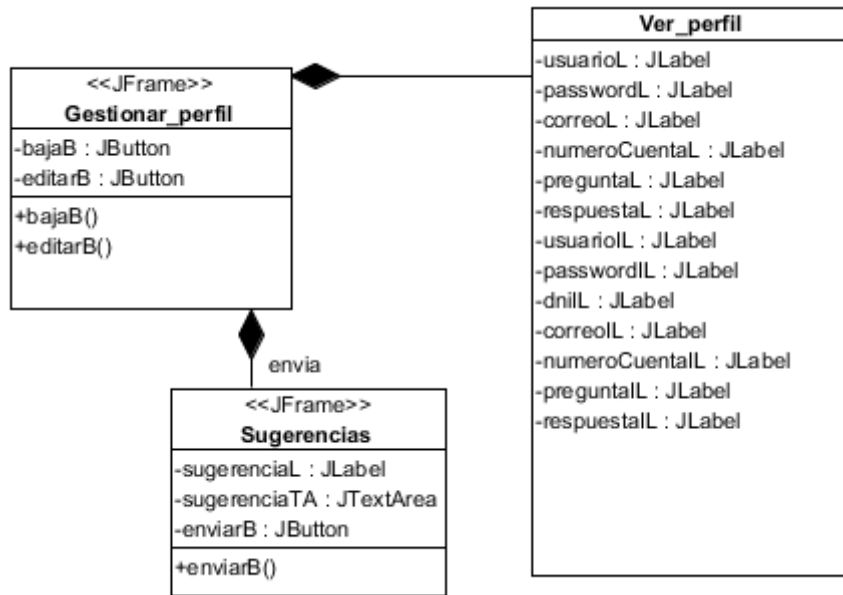 <<JFrame>>
Gestionar_perfil
-bajaB : JButton
-editarB : JButton
+bajaB()
+editarB()
envia
<<JFrame>>
Sugerencias
-sugerenciaL : JLabel
-sugerenciaTA : JTextArea
-enviarB : JButton
+enviarB()
Ver_perfil
-usuarioL : JLabel
-passwordL : JLabel
-correoL : JLabel
-numeroCuentaL : JLabel
-preguntaL : JLabel
-respuestaL : JLabel
-usuarioIL : JLabel
-passwordIL : JLabel
-dniIL : JLabel
-correoIL : JLabel
-numeroCuentaIL : JLabel
-preguntaIL : JLabel
-respuestaIL : JLabel